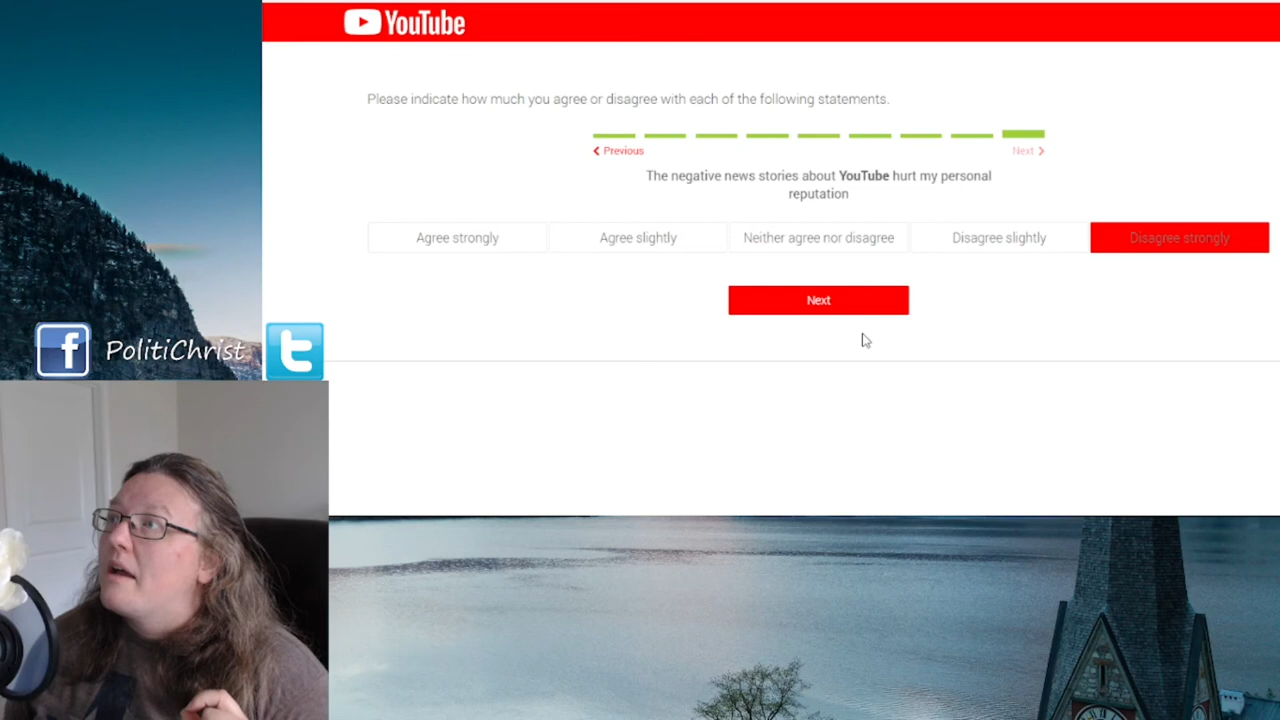 YouTube
Please indicate how much you agree or disagree with each of the following statements.
Previous
Next
The negative news stories about YouTube hurt my personal
reputation
Agree strongly
Agree slightly
Neither agree nor disagree
Disagree slightly
Disagree strongly
Next
f PolitiChrist t